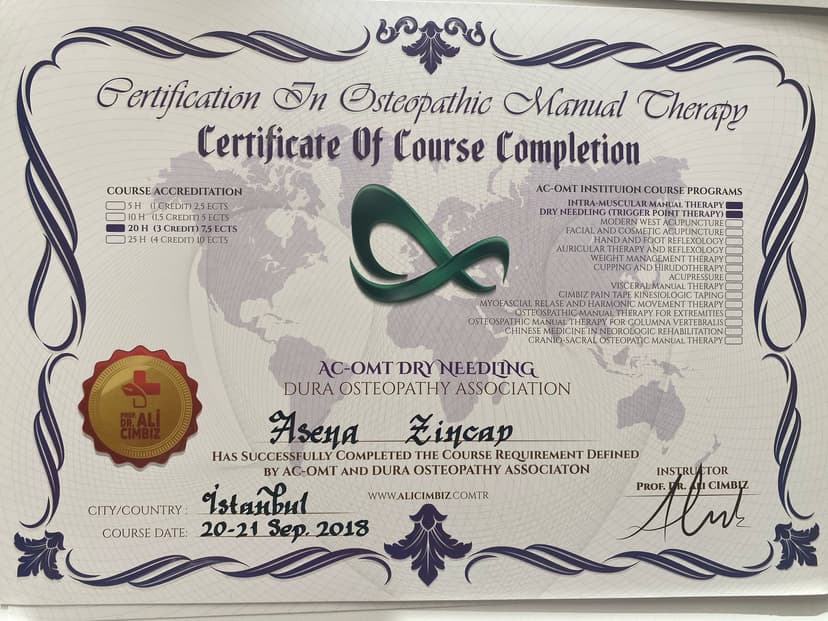 Certification In Osteopathic Manual Therapy
Certificate Of Course Completion
COURSE ACCREDITATION
5 H (1 CREDIT) 2,5 ECTS
10 H (1.5 CREDIT) 5 ECTS
20 H (3 CREDIT) 7,5 ECTS
25 H (4 CREDIT) 10 ECTS
AC-OMT INSTITUION COURSE PROGRAMS
INTRA-MUSCULAR MANUAL THERAPY
DRY NEEDLING (TRIGGER POINT THERAPY)
MODERN WEST ACUPUNCTURE
FACIAL AND COSMETIC ACUPUNCTURE
HAND AND FOOT REFLEXOLOGY
AURICULAR THERAPY AND REFLEXOLOGY
WEIGHT MANAGEMENT THERAPY
CUPPING AND HIRUDOTHERAPY
ACUPRESSURE
VISCERAL MANUAL THERAPY
CIMBIZ PAIN TAPE KINESIOLOGIC TAPING
MYOFASCIAL RELASE AND HARMONIC MOVEMENT THERAPY
OSTEOSPATHIC MANUAL THERAPY FOR EXTREMITIES
OSTEOSPATHIC MANUAL THERAPY FOR COLUMNA VERTEBRALIS
CHINESE MEDICINE IN NEOROLOGIC REHABILITATION
CRANIO-SACRAL OSTEOPATIC MANUAL THERAPY
AC-OMT DRY NEEDLING
DURA OSTEOPATHY ASSOCIATION
PROF. DR. ALİ CIMBIZ
Asena Zincap
HAS SUCCESSFULLY COMPLETED THE COURSE REQUIREMENT DEFINED
BY AC-OMT AND DURA OSTEOPATHY ASSOCIATON
WWW.ALICIMBIZ.COM.TR
INSTRUCTOR
PROF. DR. ALI CIMBIZ
CITY/COUNTRY : İstanbul
COURSE DATE: 20-21 Sep. 2018